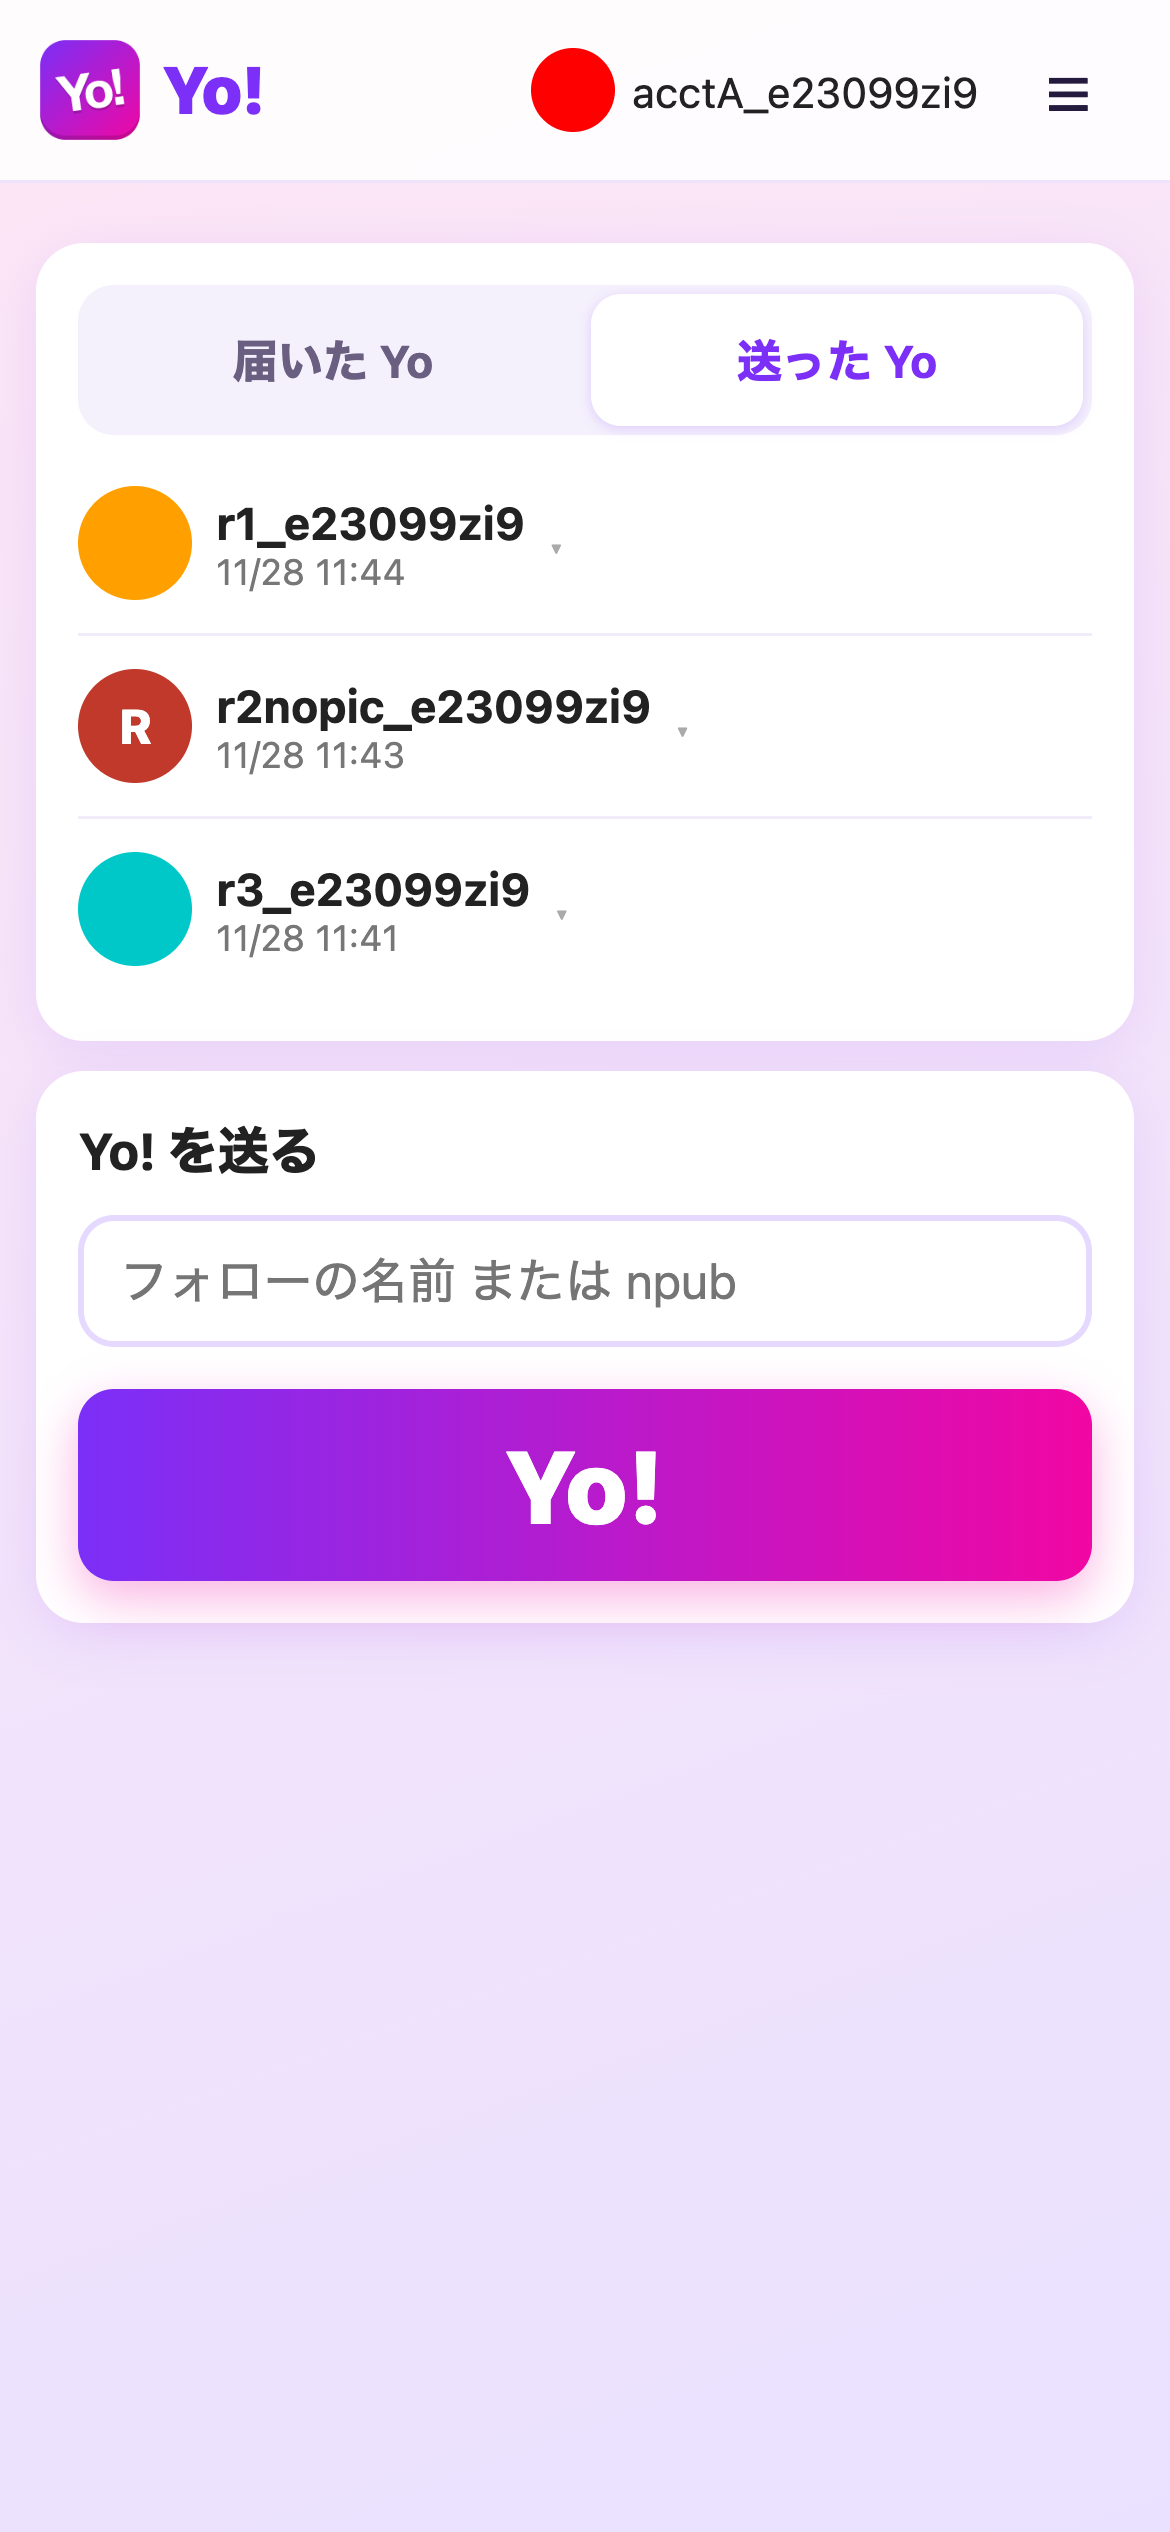 Yo! Yo! acctA_e23099zi9
届いた Yo 送った Yo
r1_e23099zi9
11/28 11:44
R r2nopic_e23099zi9
11/28 11:43
r3_e23099zi9
11/28 11:41
Yo! を送る
フォローの名前 または npub
Yo!